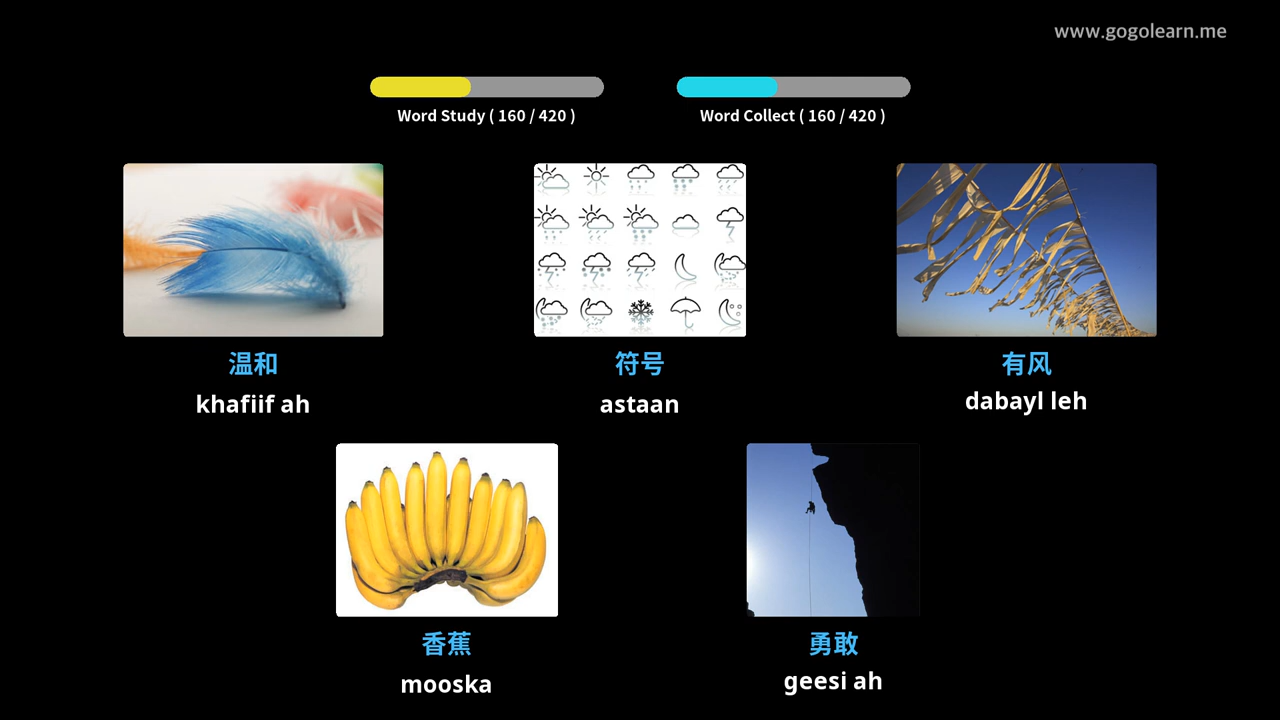 www.gogolearn.me
Word Study ( 160 / 420 )
Word Collect ( 160 / 420 )
温和
khafiif ah
符号
astaan
有风
dabayl leh
香蕉
mooska
勇敢
geesi ah